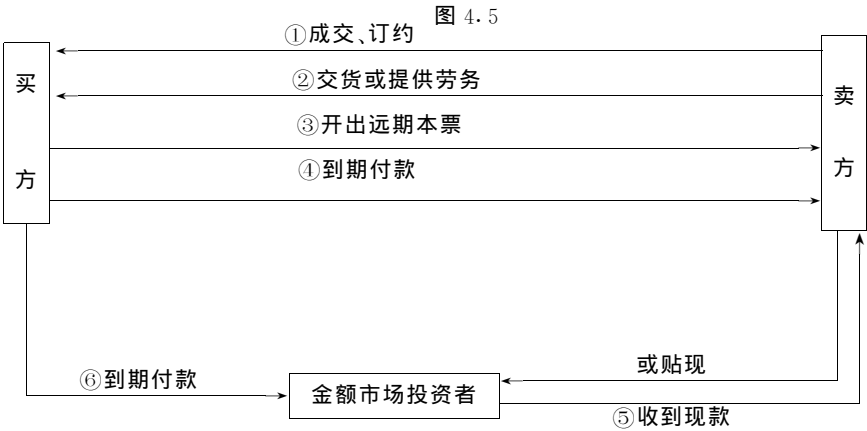 图 4.5
①成交、订约
②交货或提供劳务
③开出远期本票
④到期付款
买方
卖方
或贴现
⑥到期付款
金额市场投资者
⑤收到现款